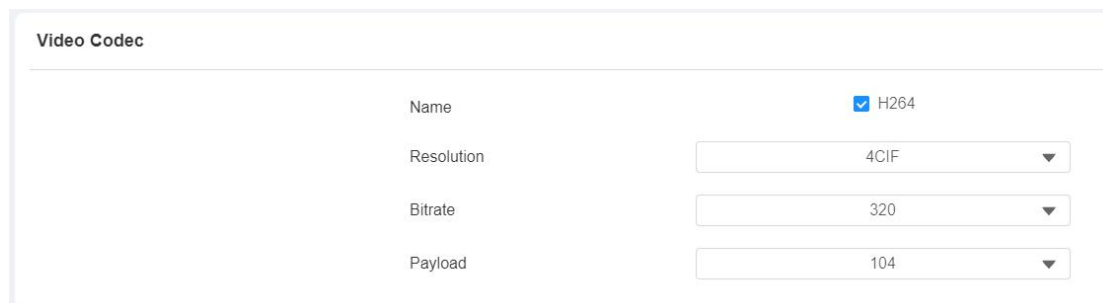 Video Codec
Name H264
Resolution 4CIF
Bitrate 320
Payload 104